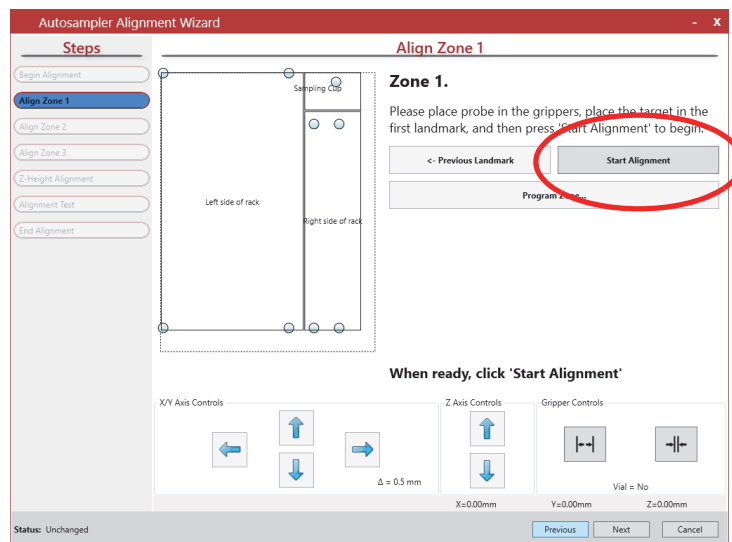 Autosampler Alignment Wizard
- X
Steps
Align Zone 1
Begin Alignment
Align Zone 1
Align Zone 2
Align Zone 3
Z-Height Alignment
Alignment Test
End Alignment
Sampling Cup
Left side of rack
Right side of rack
Zone 1.
Please place probe in the grippers, place the target in the
first landmark, and then press 'Start Alignment' to begin.
<- Previous Landmark
Start Alignment
Program Zone...
When ready, click 'Start Alignment'
X/Y Axis Controls
Δ = 0.5 mm
Z Axis Controls
Gripper Controls
Vial = No
X=0.00mm Y=0.00mm Z=0.00mm
Status: Unchanged
Previous
Next
Cancel